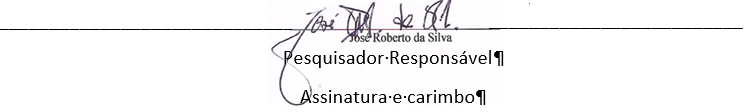 José Roberto da Silva
Pesquisador·Responsável¶
Assinatura·e·carimbo¶